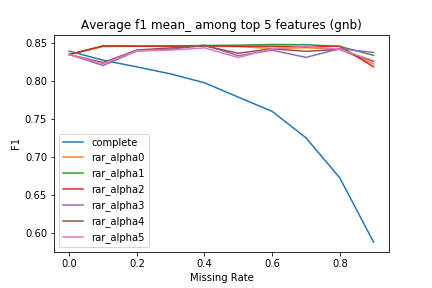 Average f1 mean_ among top 5 features (gnb)
0.85
0.80
0.75
0.70
0.65
0.60
F1
complete
rar_alpha0
rar_alpha1
rar_alpha2
rar_alpha3
rar_alpha4
rar_alpha5
0.0 0.2 0.4 0.6 0.8
Missing Rate